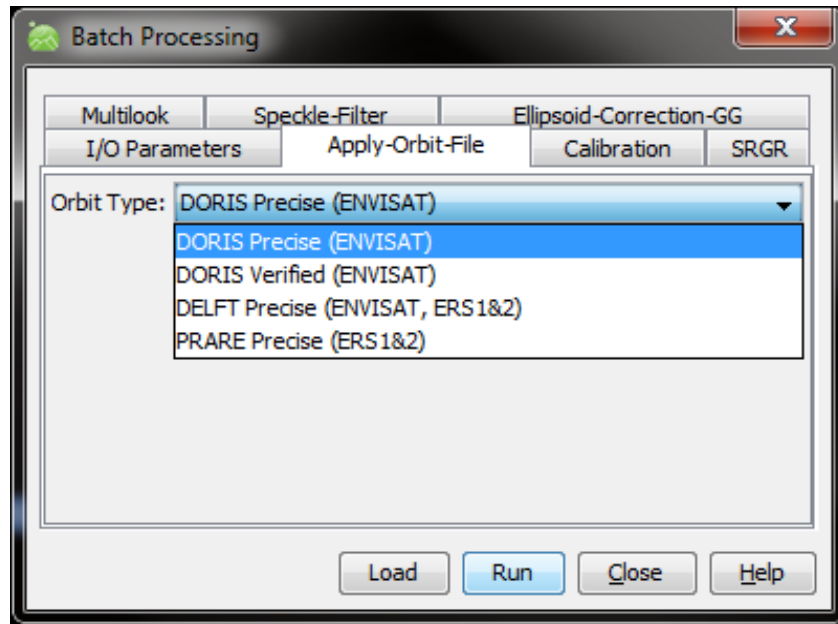 Batch Processing
Multilook Speckle-Filter Ellipsoid-Correction-GG
I/O Parameters Apply-Orbit-File Calibration SRGR
Orbit Type: DORIS Precise (ENVISAT)
DORIS Precise (ENVISAT)
DORIS Verified (ENVISAT)
DELFT Precise (ENVISAT, ERS1&2)
PRARE Precise (ERS1&2)
Load Run Close Help